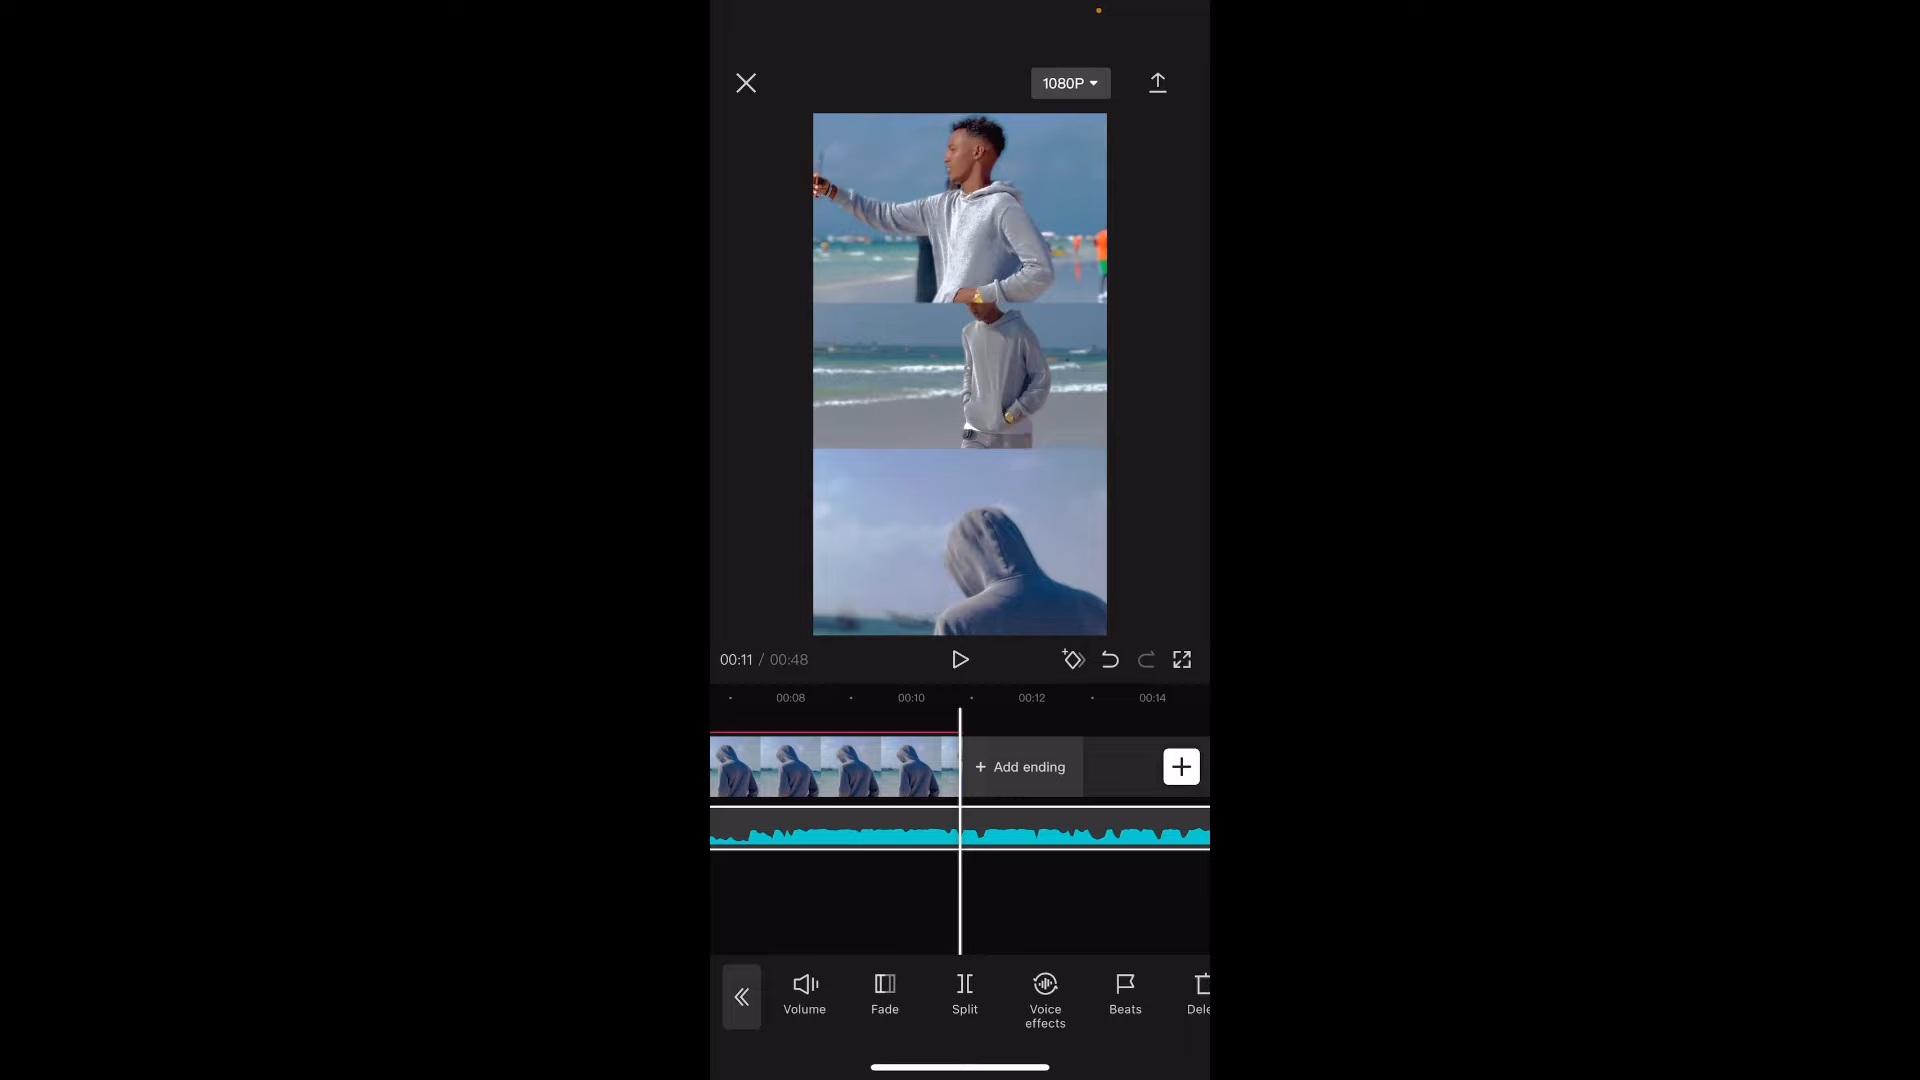 1080P
00:11 / 00:48
00:08 00:10 00:12 00:14
+ Add ending
Volume
Fade
Split
Voice
effects
Beats
Dele